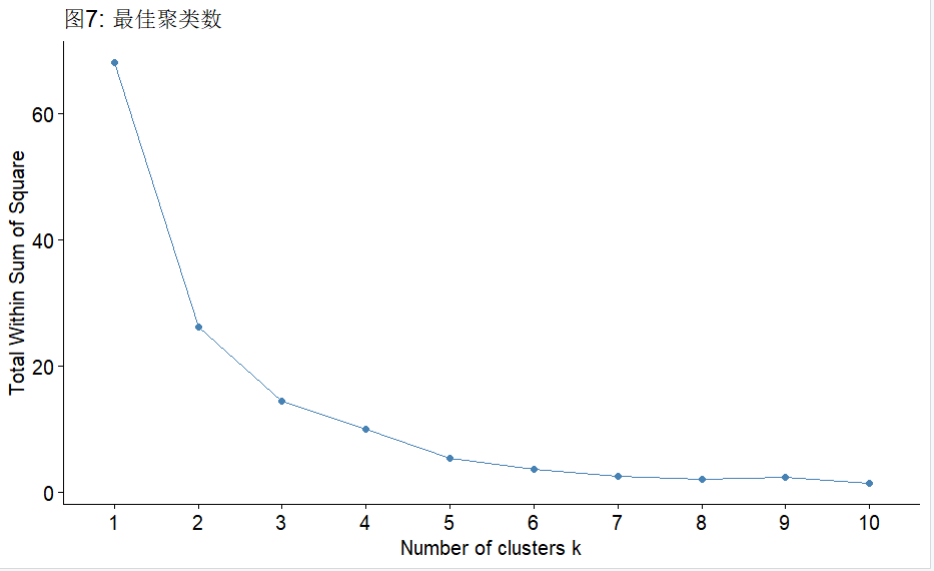 图7: 最佳聚类数
Total Within Sum of Square
60
40
20
0
1 2 3 4 5 6 7 8 9 10
Number of clusters k